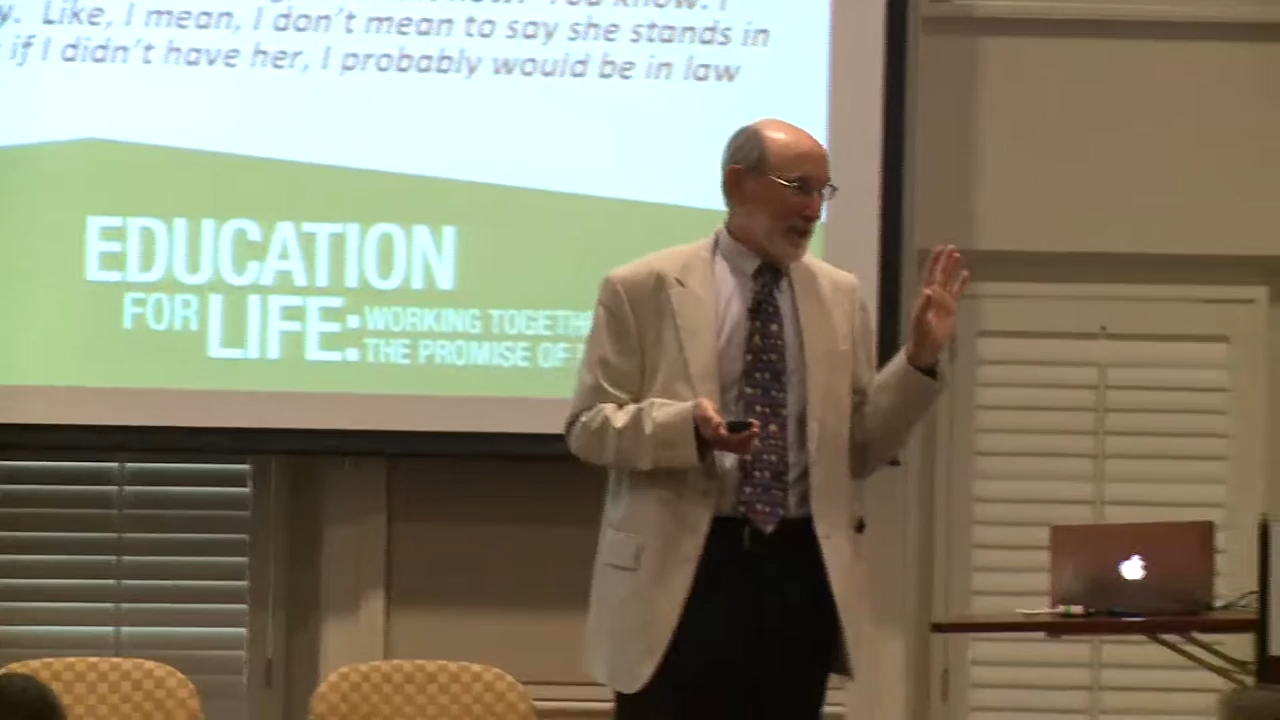 Like, I mean, I don't mean to say she stands in
if I didn't have her, I probably would be in law
EDUCATION
FOR LIFE: WORKING TOGETH
THE PROMISE OF